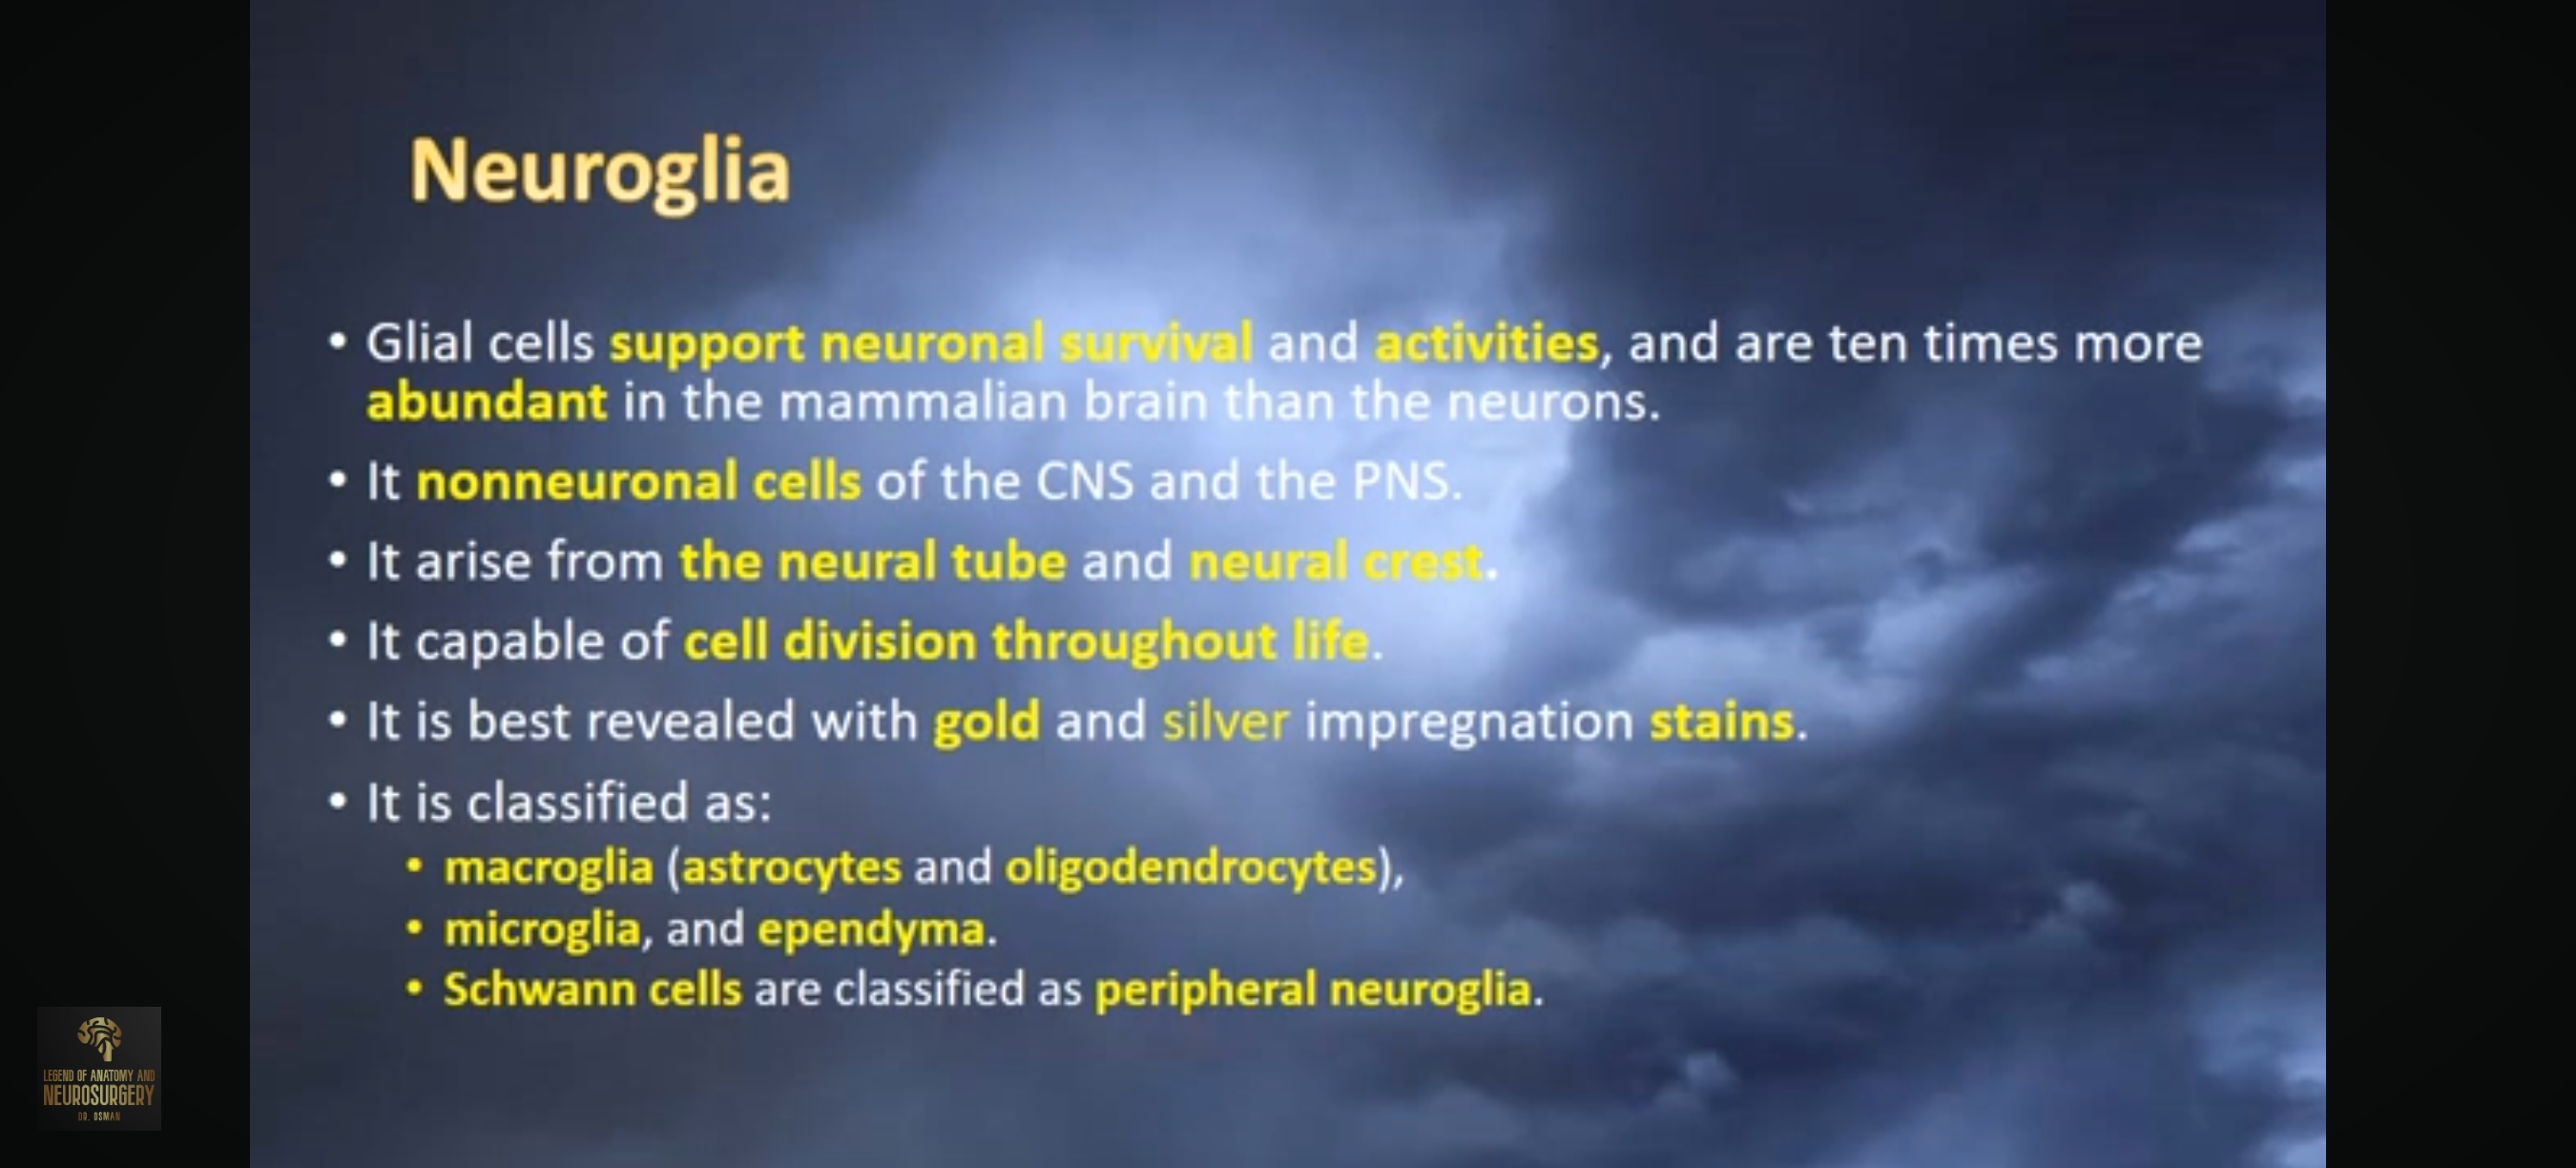 Neuroglia
• Glial cells support neuronal survival and activities, and are ten times more
abundant in the mammalian brain than the neurons.
• It nonneuronal cells of the CNS and the PNS.
• It arise from the neural tube and neural crest.
• It capable of cell division throughout life.
• It is best revealed with gold and silver impregnation stains.
• It is classified as:
• macroglia (astrocytes and oligodendrocytes),
• microglia, and ependyma.
• Schwann cells are classified as peripheral neuroglia.
LEGEND OF ANATOMY AND
NEUROSURGERY
DR. OSMAN